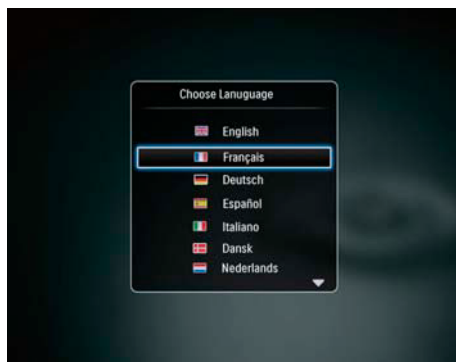 Choose Lanuguage
English
Français
Deutsch
Español
Italiano
Dansk
Nederlands